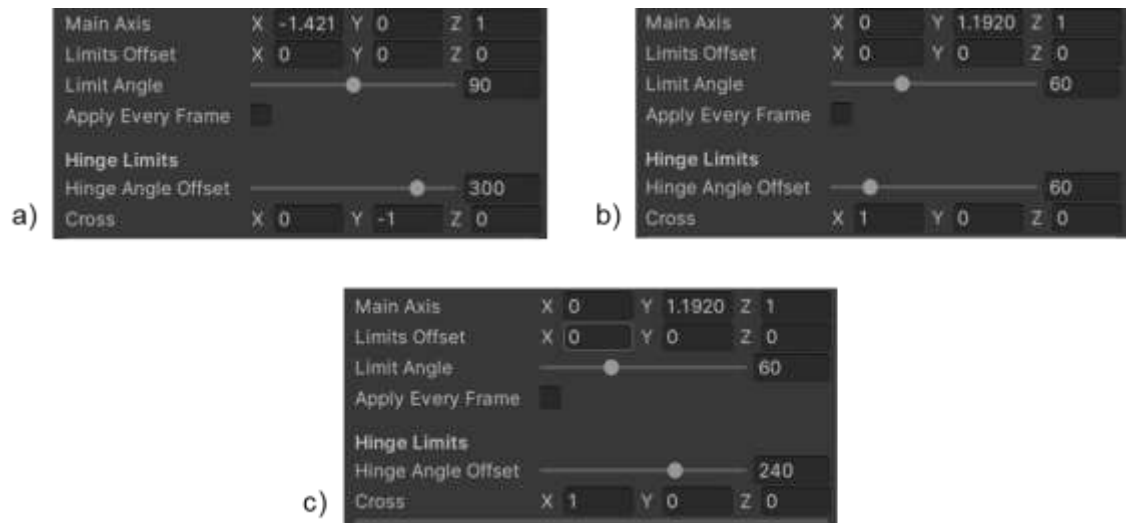 Main Axis X -1.421 Y 0 Z 1
Limits Offset X 0 Y 0 Z 0
Limit Angle 90
Apply Every Frame
Hinge Limits
Hinge Angle Offset 300
a) Cross X 0 Y -1 Z 0
Main Axis X 0 Y 1.1920 Z 1
Limits Offset X 0 Y 0 Z 0
Limit Angle 60
Apply Every Frame
Hinge Limits
Hinge Angle Offset 60
b) Cross X 1 Y 0 Z 0
Main Axis X 0 Y 1.1920 Z 1
Limits Offset X 0 Y 0 Z 0
Limit Angle 60
Apply Every Frame
Hinge Limits
Hinge Angle Offset 240
c) Cross X 1 Y 0 Z 0